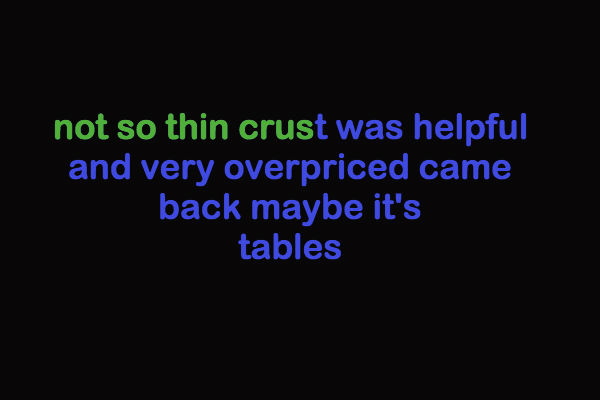 not so thin crust was helpful
and very overpriced came
back maybe it's
tables